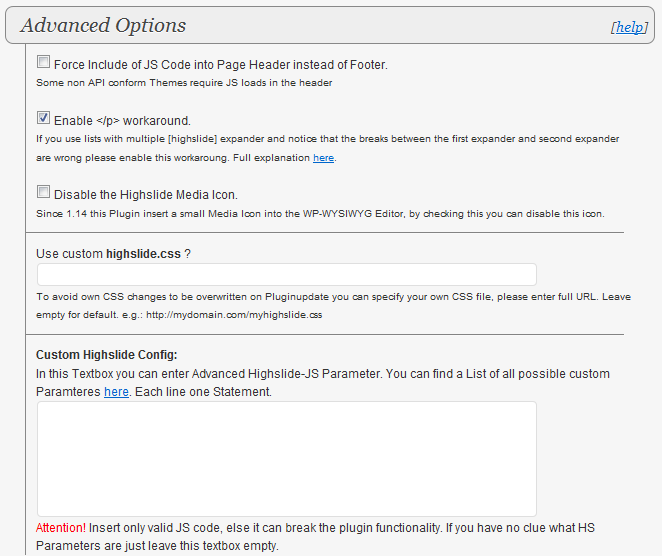 Advanced Options
[help]
Force Include of JS Code into Page Header instead of Footer.
Some non API conform Themes require JS loads in the header
Enable </p> workaround.
If you use lists with multiple [highslide] expander and notice that the breaks between the first expander and second expander
are wrong please enable this workaroung. Full explanation here.
Disable the Highslide Media Icon.
Since 1.14 this Plugin insert a small Media Icon into the WP-WYSIWYG Editor, by checking this you can disable this icon.
Use custom highslide.css ?
To avoid own CSS changes to be overwritten on Pluginupdate you can specify your own CSS file, please enter full URL. Leave
empty for default. e.g.: http://mydomain.com/myhighslide.css
Custom Highslide Config:
In this Textbox you can enter Advanced Highslide-JS Parameter. You can find a List of all possible custom
Paramteres here. Each line one Statement.
Attention! Insert only valid JS code, else it can break the plugin functionality. If you have no clue what HS
Parameters are just leave this textbox empty.